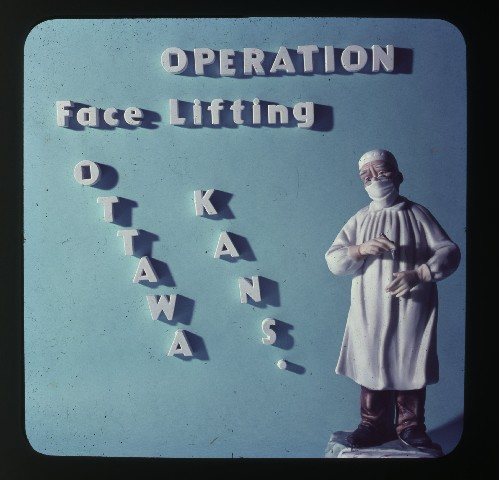 OPERATION
Face Lifting
OTTAWA
KANS.